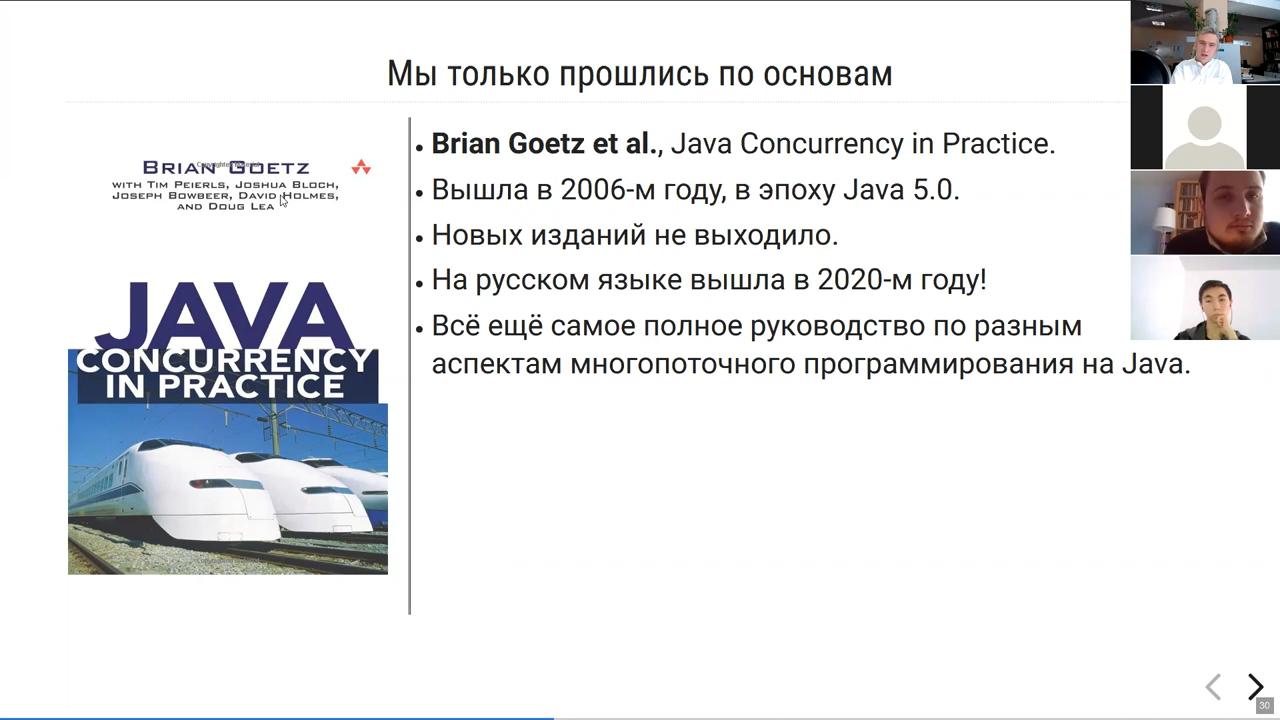 Мы только прошлись по основам
BRIAN GOETZ
WITH TIM PEIERLS, JOSHUA BLOCH,
JOSEPH BOWBEER, DAVID HOLMES,
AND DOUG LEA
JAVA
CONCURRENCY
IN PRACTICE
• Brian Goetz et al., Java Concurrency in Practice.
• Вышла в 2006-м году, в эпоху Java 5.0.
• Новых изданий не выходило.
• На русском языке вышла в 2020-м году!
• Всё ещё самое полное руководство по разным
аспектам многопоточного программирования на Java.
30